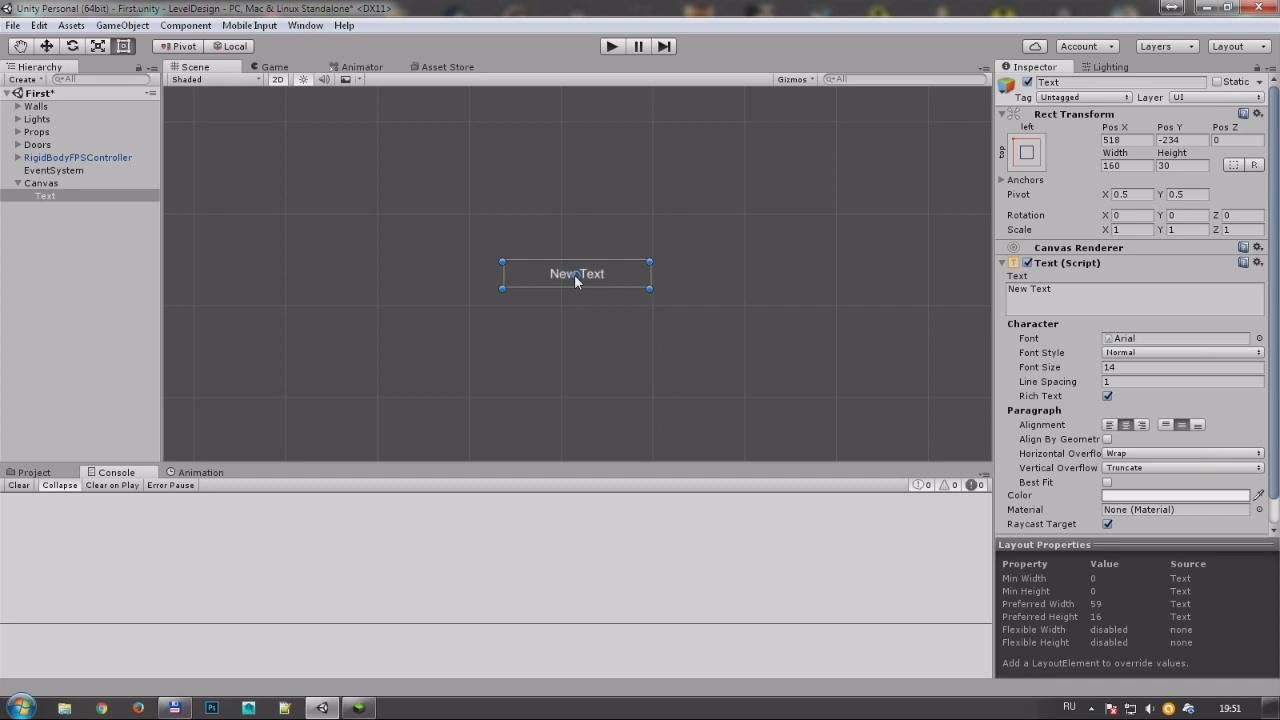 Unity Personal (64bit) - First.unity - LevelDesign - PC, Mac & Linux Standalone* <DX11>
File Edit Assets GameObject Component Mobile Input Window Help
Pivot Local Account Layers Layout
Hierarchy Scene Game Animator Asset Store Inspector Lighting
Create All Shaded 2D Gizmos All Text Static
First* Tag Untagged Layer UI
Walls Rect Transform
Lights left Pos X Pos Y Pos Z
Props 518 -234 0
Doors top Width Height
RigidBodyFPSController 160 30 R
EventSystem Anchors
Canvas Pivot X 0.5 Y 0.5
Text Rotation X 0 Y 0 Z 0
Scale X 1 Y 1 Z 1
Canvas Renderer
Text (Script)
New Text Text
New Text
Character
Font Arial
Font Style Normal
Font Size 14
Line Spacing 1
Rich Text
Paragraph
Alignment
Align By Geometr
Horizontal Overflo Wrap
Vertical Overflow Truncate
Project Console Animation Best Fit
Clear Collapse Clear on Play Error Pause 0 0 0
Color
Material None (Material)
Raycast Target
Layout Properties
Property Value Source
Min Width 0 Text
Min Height 0 Text
Preferred Width 59 Text
Preferred Height 16 Text
Flexible Width disabled none
Flexible Height disabled none
Add a LayoutElement to override values.
Ps RU 19:51